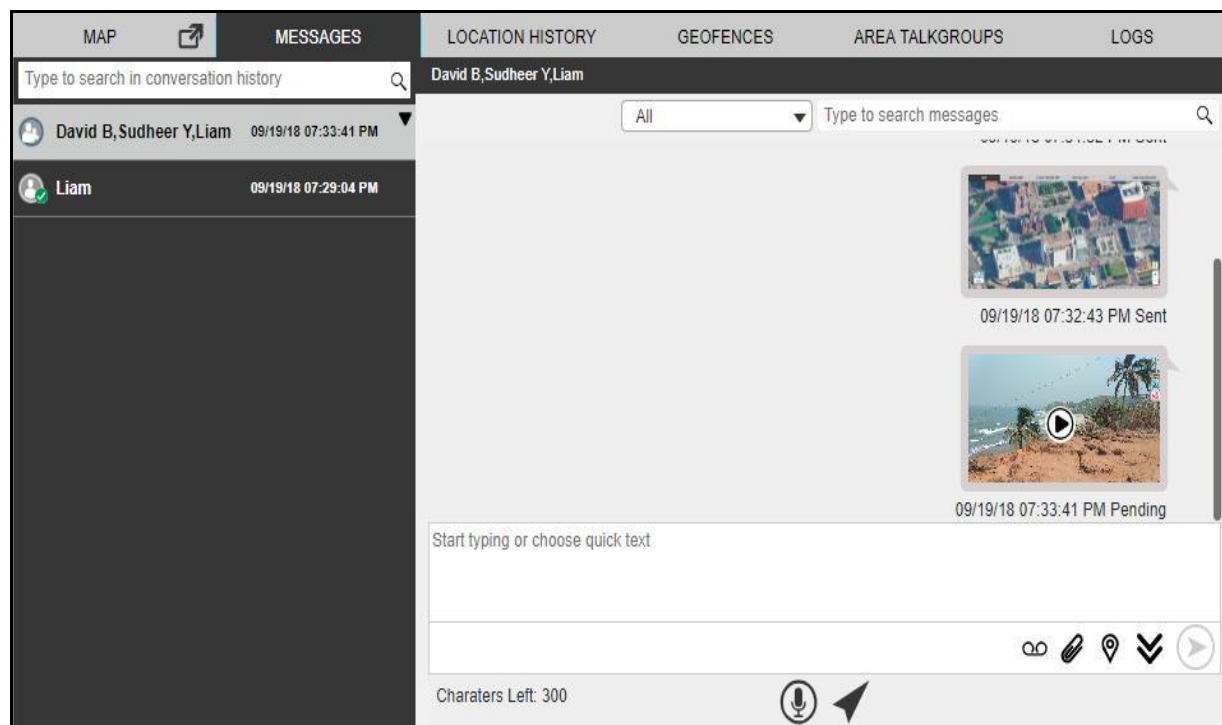 MAP MESSAGES LOCATION HISTORY GEOFENCES AREA TALKGROUPS LOGS
Type to search in conversation history
David B,Sudheer Y,Liam 09/19/18 07:33:41 PM
Liam 09/19/18 07:29:04 PM
David B,Sudheer Y,Liam
All Type to search messages
09/19/18 07:32:43 PM Sent
09/19/18 07:33:41 PM Pending
Start typing or choose quick text
Charaters Left: 300